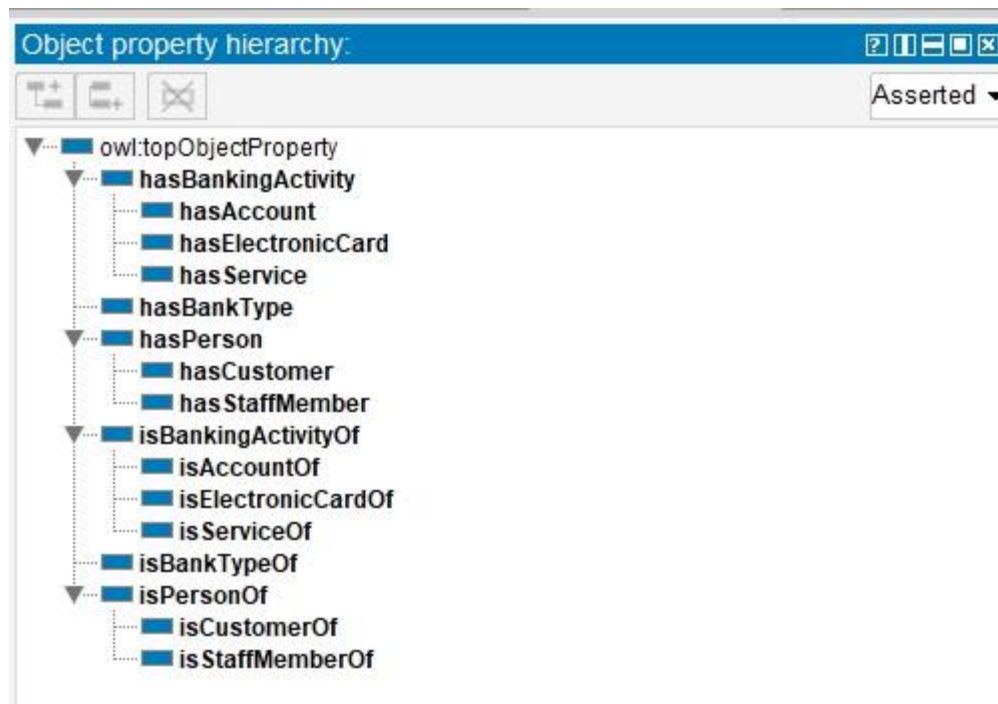 Object property hierarchy:
Asserted
owl:topObjectProperty
hasBankingActivity
hasAccount
hasElectronicCard
hasService
hasBankType
hasPerson
hasCustomer
hasStaffMember
isBankingActivityOf
isAccountOf
isElectronicCardOf
isServiceOf
isBankTypeOf
isPersonOf
isCustomerOf
isStaffMemberOf